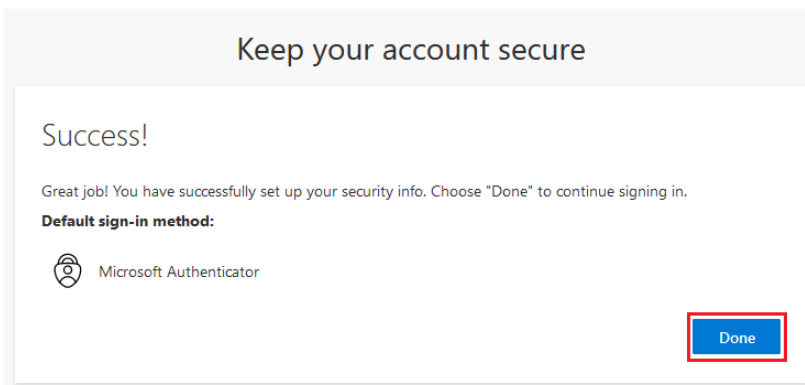 Keep your account secure
Success!
Great job! You have successfully set up your security info. Choose "Done" to continue signing in.
Default sign-in method:
Microsoft Authenticator
Done